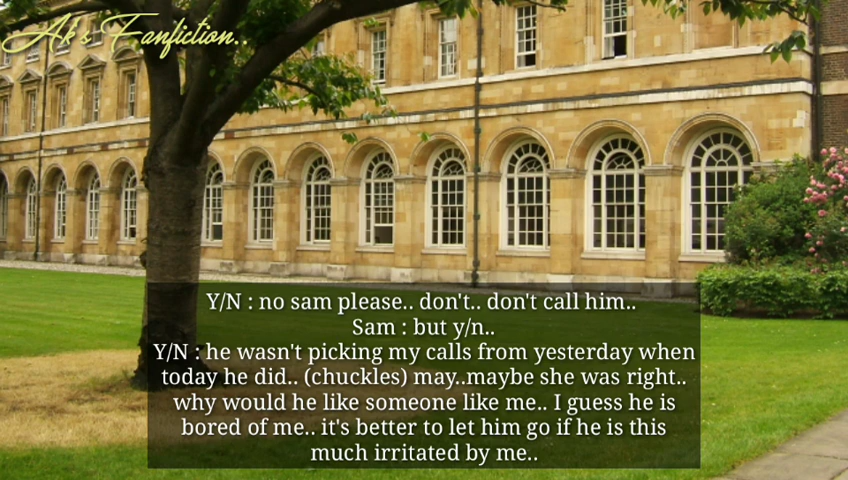 Ak's Fanfiction..
Y/N : no sam please.. don't.. don't call him..
Sam : but y/n..
Y/N : he wasn't picking my calls from yesterday when
today he did.. (chuckles) may..maybe she was right..
why would he like someone like me.. I guess he is
bored of me.. it's better to let him go if he is this
much irritated by me..